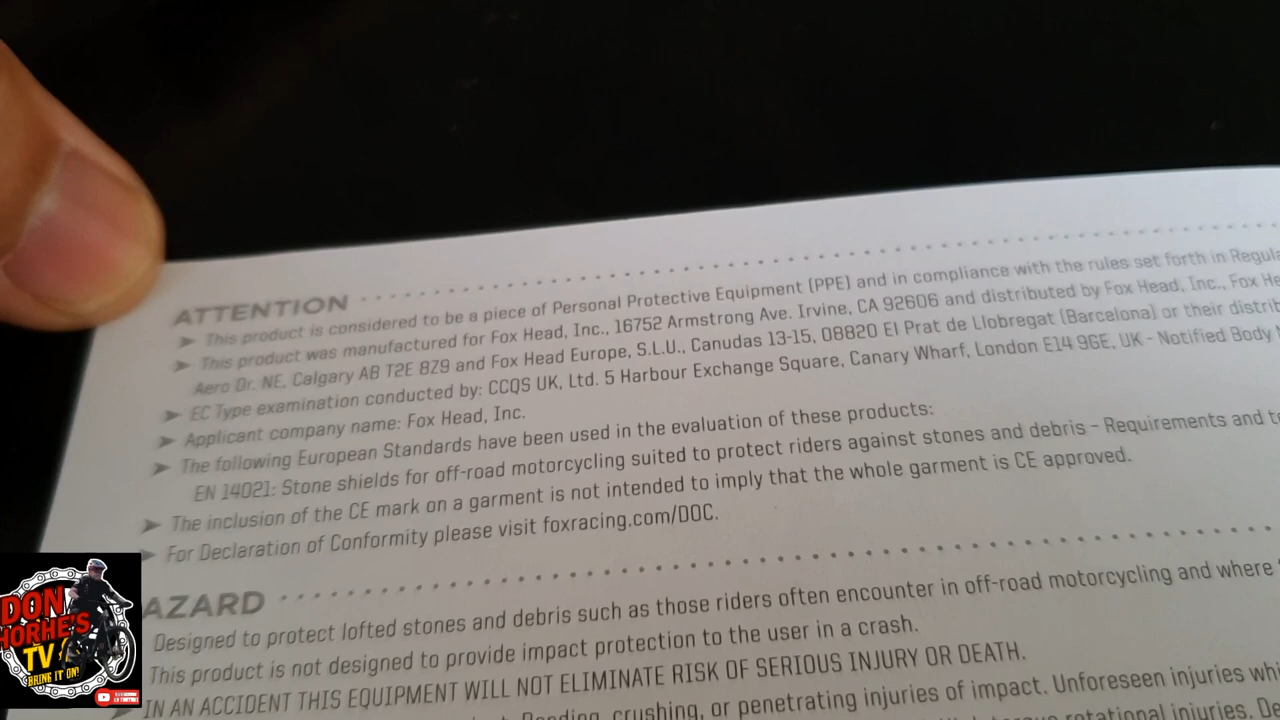 ATTENTION
➤ This product is considered to be a piece of Personal Protective Equipment (PPE) and in compliance with the rules set forth in
➤ This product was manufactured for Fox Head, Inc., 16752 Armstrong Ave. Irvine, CA 92606 and distributed by Fox Head, Inc., Fox
Aero Dr. NE, Calgary AB T2E 8Z9 and Fox Head Europe, S.L.U., Canudas 13-15, 08820 El Prat de Llobregat (Barcelona) or their
➤ EC Type examination conducted by: CCQS UK, Ltd. 5 Harbour Exchange Square, Canary Wharf, London E14 9GE, UK - Notified Body
➤ Applicant company name: Fox Head, Inc.
➤ The following European Standards have been used in the evaluation of these products:
EN 14021: Stone shields for off-road motorcycling suited to protect riders against stones and debris - Requirements and
➤ The inclusion of the CE mark on a garment is not intended to imply that the whole garment is CE approved.
➤ For Declaration of Conformity please visit foxracing.com/DOC.
AZARD
Designed to protect lofted stones and debris such as those riders often encounter in off-road motorcycling and where
This product is not designed to provide impact protection to the user in a crash.
➤ IN AN ACCIDENT THIS EQUIPMENT WILL NOT ELIMINATE RISK OF SERIOUS INJURY OR DEATH.
crushing, or penetrating injuries of impact. Unforeseen injuries
rotational injuries.
DON
HORHE'S
TV
BRING IT ON!